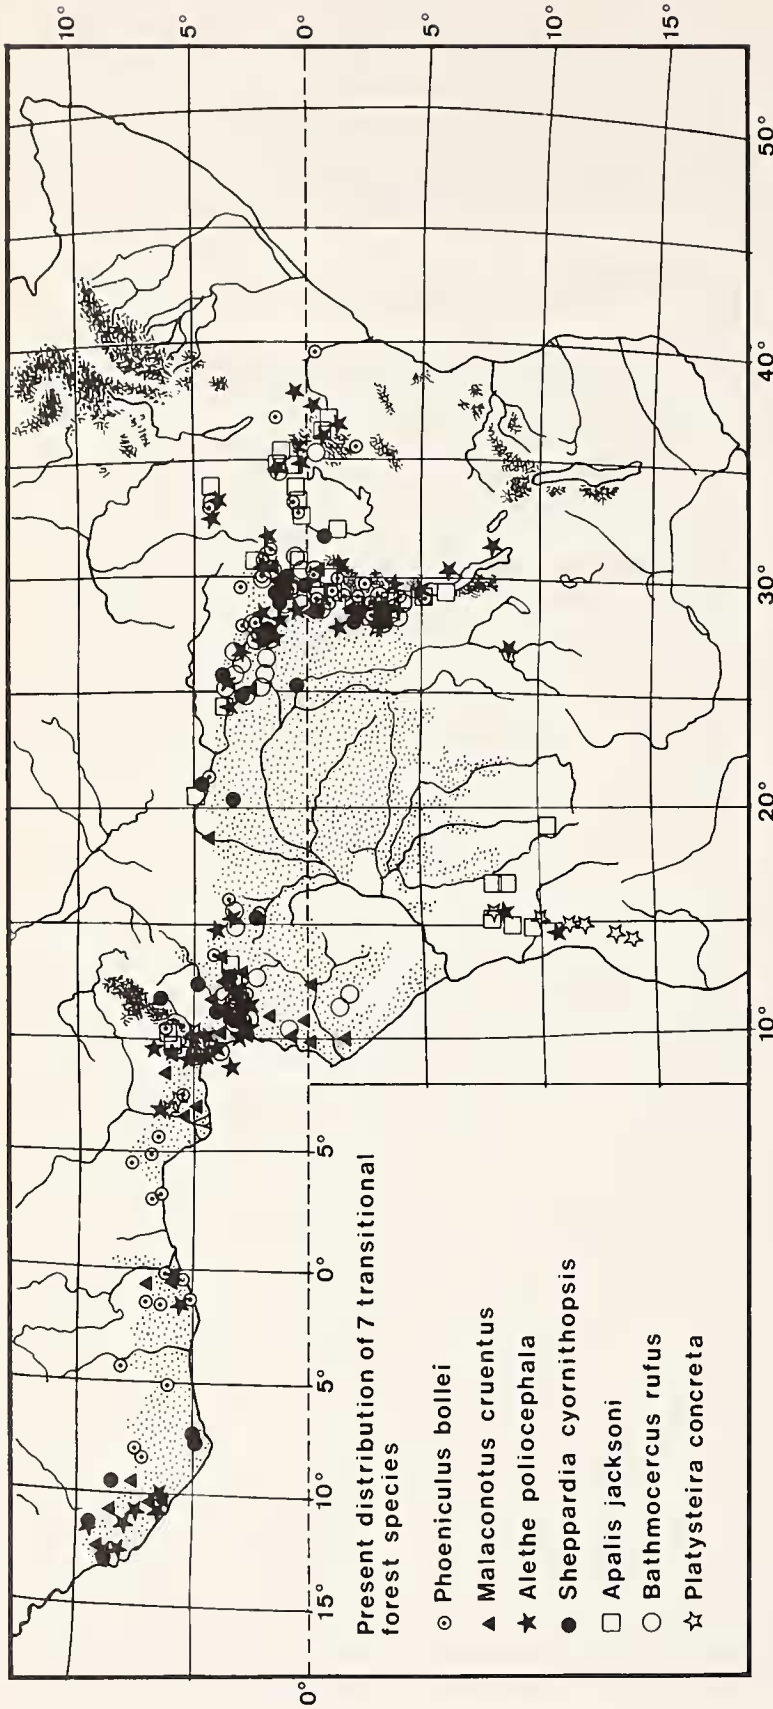 Present distribution of 7 transitional
forest species
Phoeniculus bollei
Malaconotus cruentus
Alethe poliocephala
Sheppardia cyornithopsis
Apalis jacksoni
Bathmocercus rufus
Platysteira concreta
10°
5°
0°
5°
10°
15°
0°
15°
10°
5°
0°
5°
10°
20°
30°
40°
50°